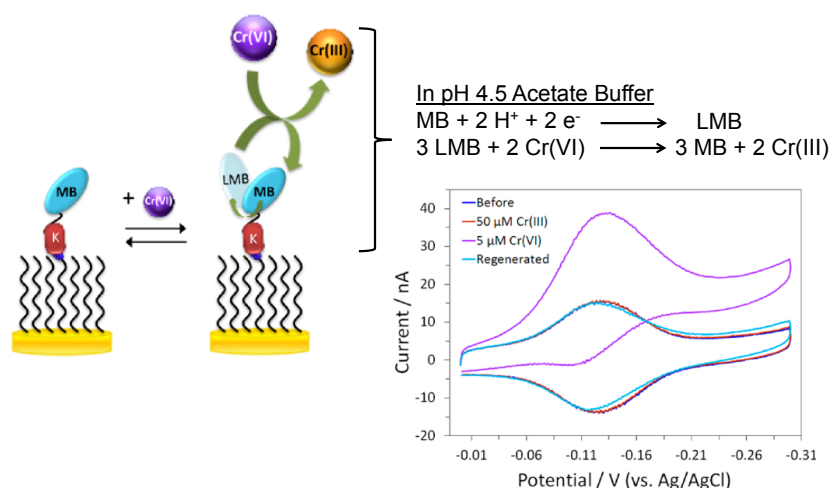 Cr(VI)
Cr(III)
In pH 4.5 Acetate Buffer
MB + 2 H⁺ + 2 e⁻ ⟶ LMB
3 LMB + 2 Cr(VI) ⟶ 3 MB + 2 Cr(III)
MB
+ Cr(VI)
K
LMB
MB
K
Before
50 µM Cr(III)
5 µM Cr(VI)
Regenerated
Current / nA
40
30
20
10
0
-10
-20
-0.01 -0.06 -0.11 -0.16 -0.21 -0.26 -0.31
Potential / V (vs. Ag/AgCl)